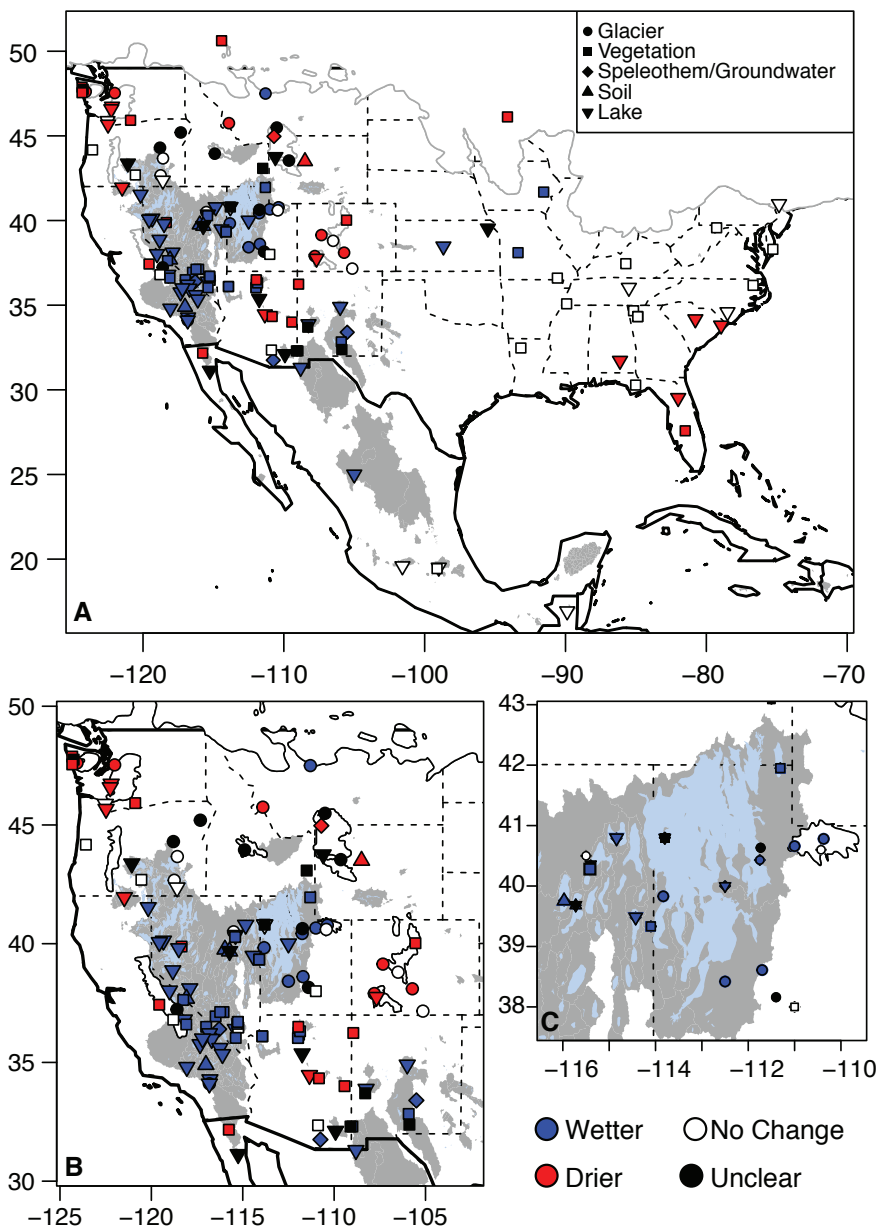 50
45
40
35
30
25
20
Glacier
Vegetation
Speleothem/Groundwater
Soil
Lake
A
−120
−110
−100
−90
−80
−70
50
45
40
35
30
B
−125
−120
−115
−110
−105
43
42
41
40
39
38
C
−116
−114
−112
−110
Wetter
No Change
Drier
Unclear